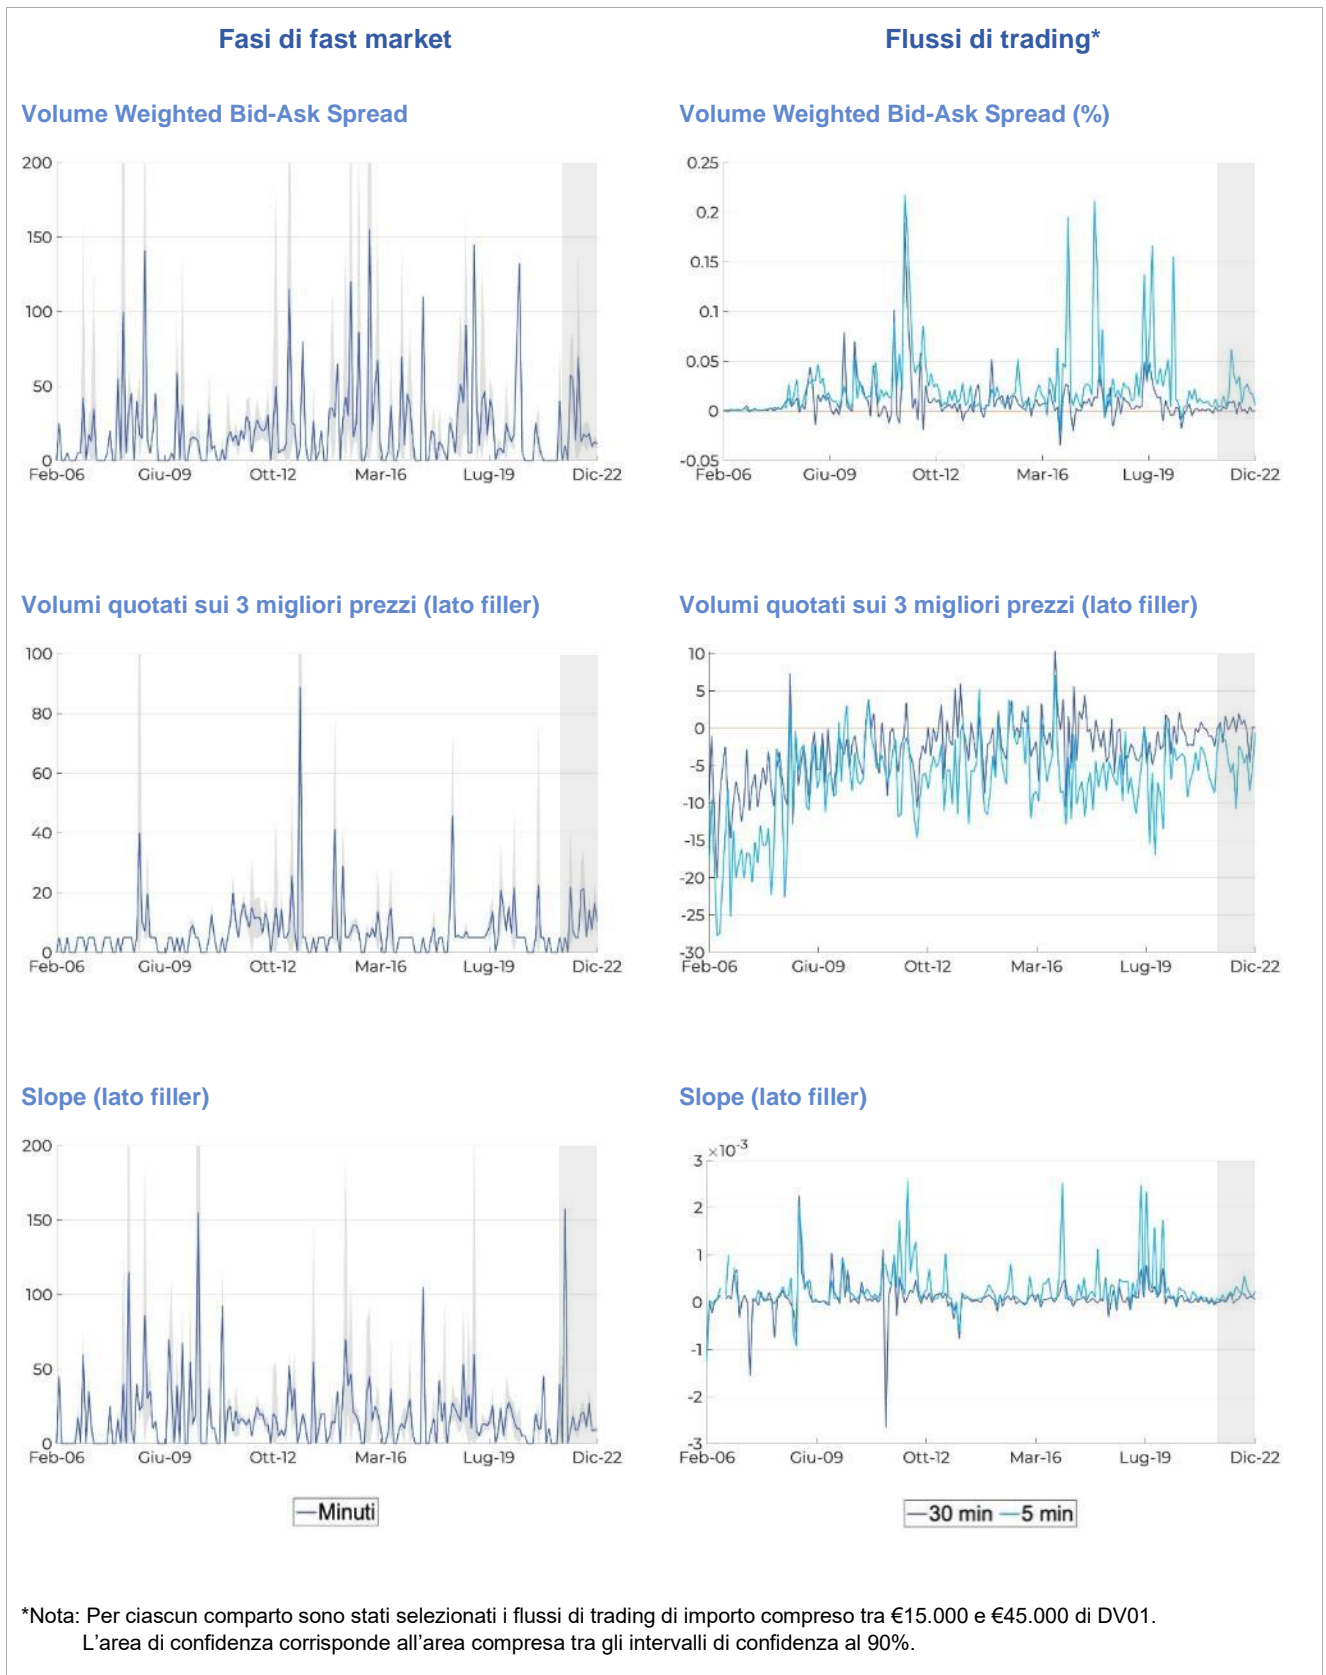 Fasi di fast market
Flussi di trading*
Volume Weighted Bid-Ask Spread
200
150
100
50
0
Feb-06 Giu-09 Ott-12 Mar-16 Lug-19 Dic-22
Volume Weighted Bid-Ask Spread (%)
0.25
0.2
0.15
0.1
0.05
0
-0.05
Feb-06 Giu-09 Ott-12 Mar-16 Lug-19 Dic-22
Volumi quotati sui 3 migliori prezzi (lato filler)
100
80
60
40
20
0
Feb-06 Giu-09 Ott-12 Mar-16 Lug-19 Dic-22
Volumi quotati sui 3 migliori prezzi (lato filler)
10
5
0
-5
-10
-15
-20
-25
-30
Feb-06 Giu-09 Ott-12 Mar-16 Lug-19 Dic-22
Slope (lato filler)
200
150
100
50
0
Feb-06 Giu-09 Ott-12 Mar-16 Lug-19 Dic-22
Minuti
Slope (lato filler)
×10-3
3
2
1
0
-1
-2
-3
Feb-06 Giu-09 Ott-12 Mar-16 Lug-19 Dic-22
30 min 5 min
*Nota: Per ciascun comparto sono stati selezionati i flussi di trading di importo compreso tra €15.000 e €45.000 di DV01.
L'area di confidenza corrisponde all'area compresa tra gli intervalli di confidenza al 90%.